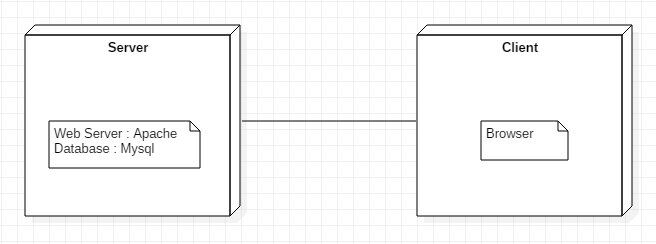 Server
Web Server : Apache
Database : Mysql
Client
Browser